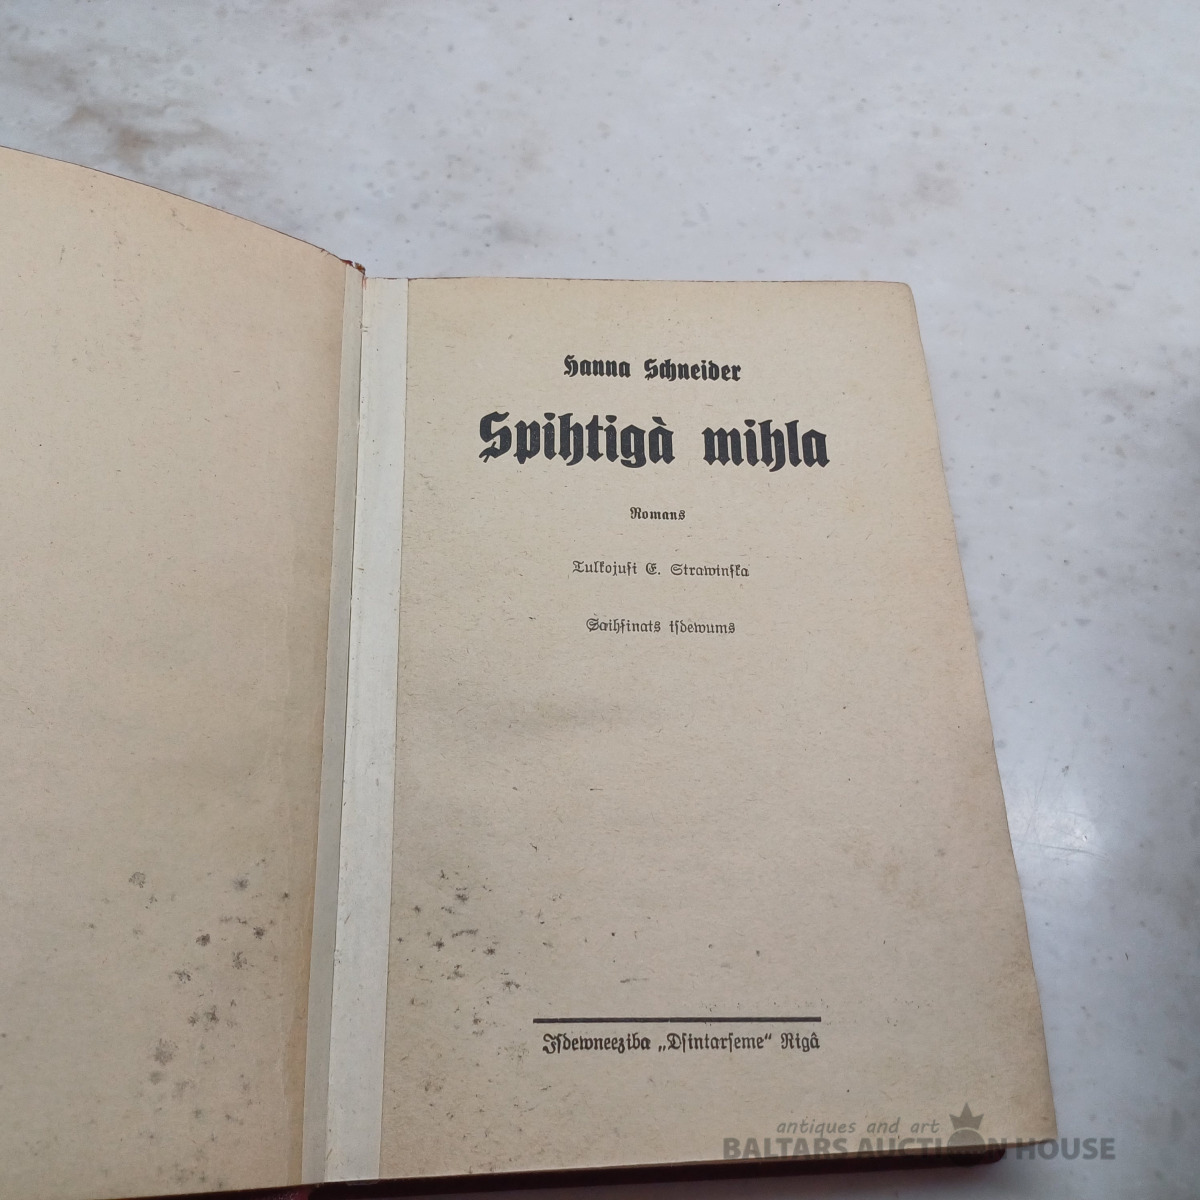 Hanna Schneider
Spihtigà mihla
Romans
Tulkojuſi E. Strawinſka
Saihſinats iſdewums
Iſdewneeziba „Dſintarſeme“ Rigâ
antiques and art
BALTARS AUCTION HOUSE